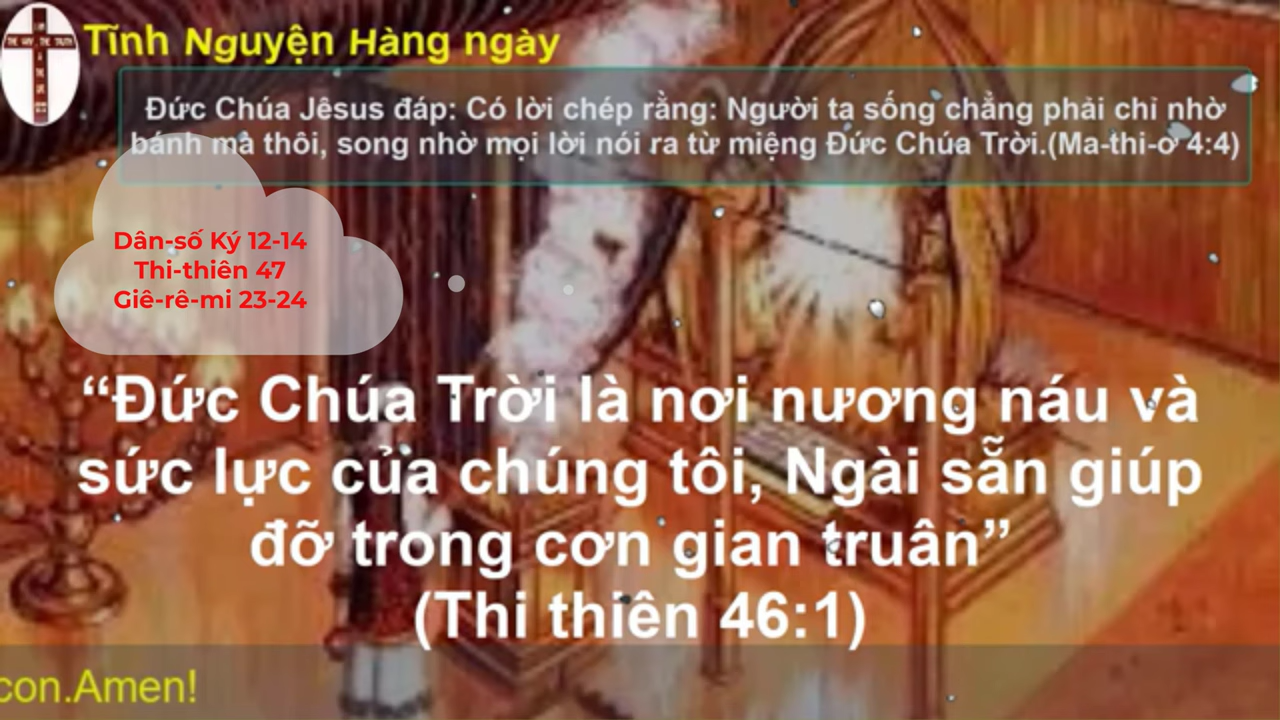 THE WAY THE TRUTH
Tĩnh Nguyện Hàng ngày
Đức Chúa Jêsus đáp: Có lời chép rằng: Người ta sống chẳng phải chỉ nhờ
bánh mà thôi, song nhờ mọi lời nói ra từ miệng Đức Chúa Trời.(Ma-thi-ơ 4:4)
Dân-số Ký 12-14
Thi-thiên 47
Giê-rê-mi 23-24
“Đức Chúa Trời là nơi nương náu và
sức lực của chúng tôi, Ngài sẵn giúp
đỡ trong cơn gian truân”
(Thi thiên 46:1)
con.Amen!